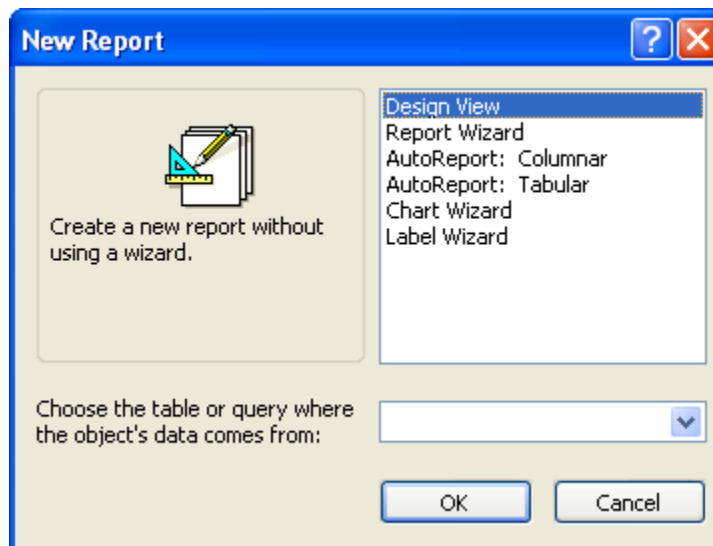 New Report
Design View
Report Wizard
AutoReport: Columnar
AutoReport: Tabular
Chart Wizard
Label Wizard
Create a new report without
using a wizard.
Choose the table or query where
the object's data comes from:
OK
Cancel